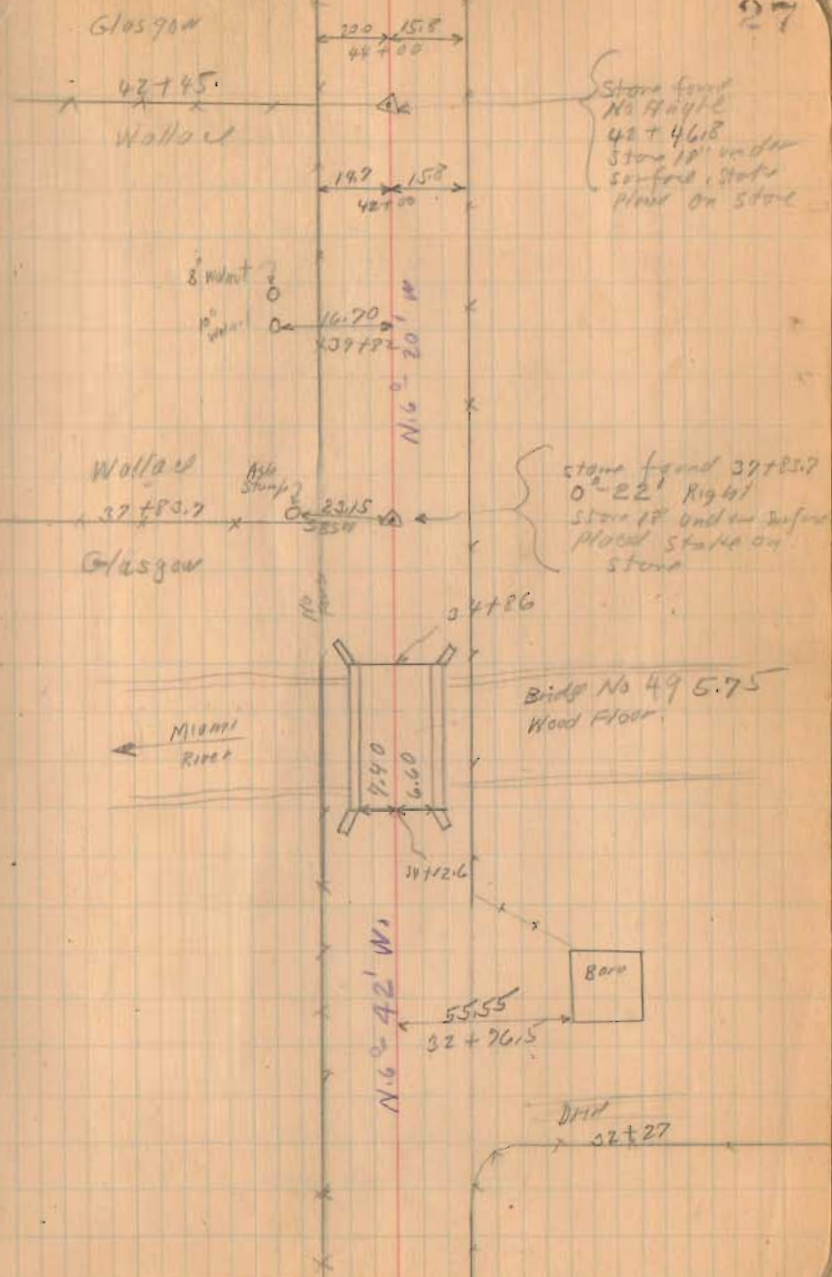 27
Glasgow
20.0 15.8
44+00
42+45.
Wallace
Stone found
No Angle
42+46.8
Stone 18" under
surface. Stake
placed on stone
19.7 15.8
42+00
8" walnut
10" walnut
16.70
39+82
N.6°-20' W
Wallace
37+83.7
Glasgow
Ash
Stump
23.15
stone found 37+83.7
0°-22' Right
Stone 18" under surface
Placed stake on
stone
No
34+86
Bridge No 49 5.75
Wood Floor.
Miami
River
7.40
6.60
34+12.6
N.6°-42' W.
Barn
55.55
32+96.5
32+27